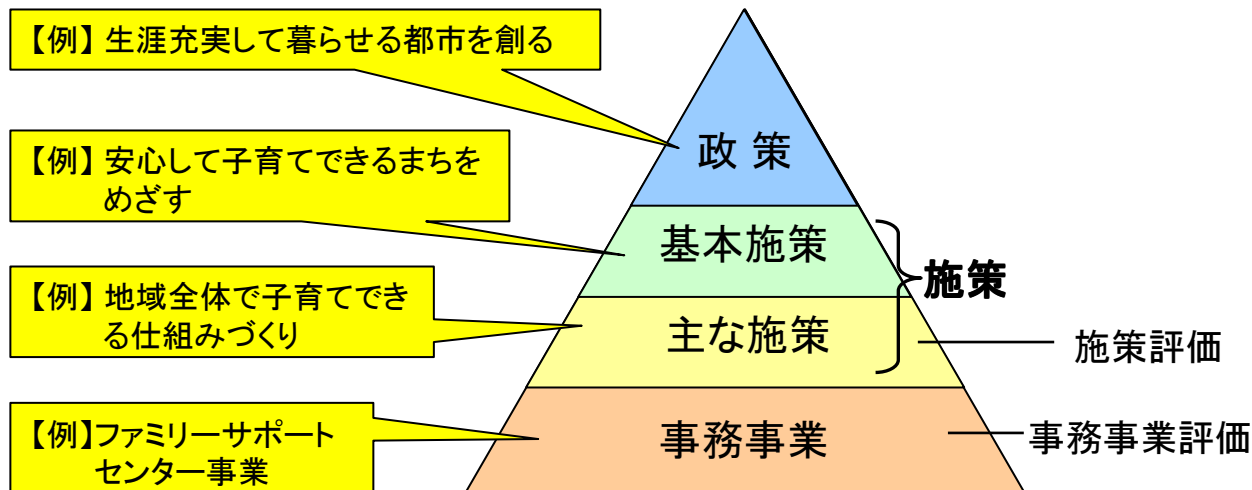 【例】 生涯充実して暮らせる都市を創る
政 策
【例】 安心して子育てできるまちを
めざす
基本施策
施策
【例】 地域全体で子育てでき
る仕組みづくり
主な施策
施策評価
【例】ファミリーサポート
センター事業
事務事業
事務事業評価